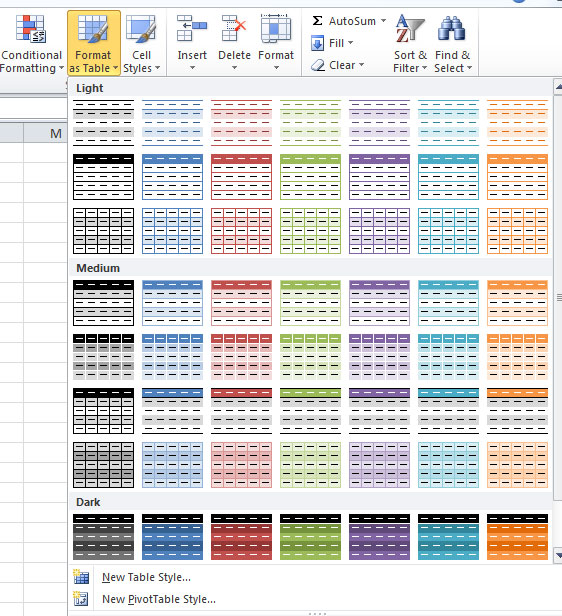 Conditional Formatting
Format as Table
Cell Styles
Insert
Delete
Format
Σ AutoSum
Fill
Clear
A Z
Sort & Filter
Find & Select
M
Light
Medium
Dark
New Table Style...
New PivotTable Style...